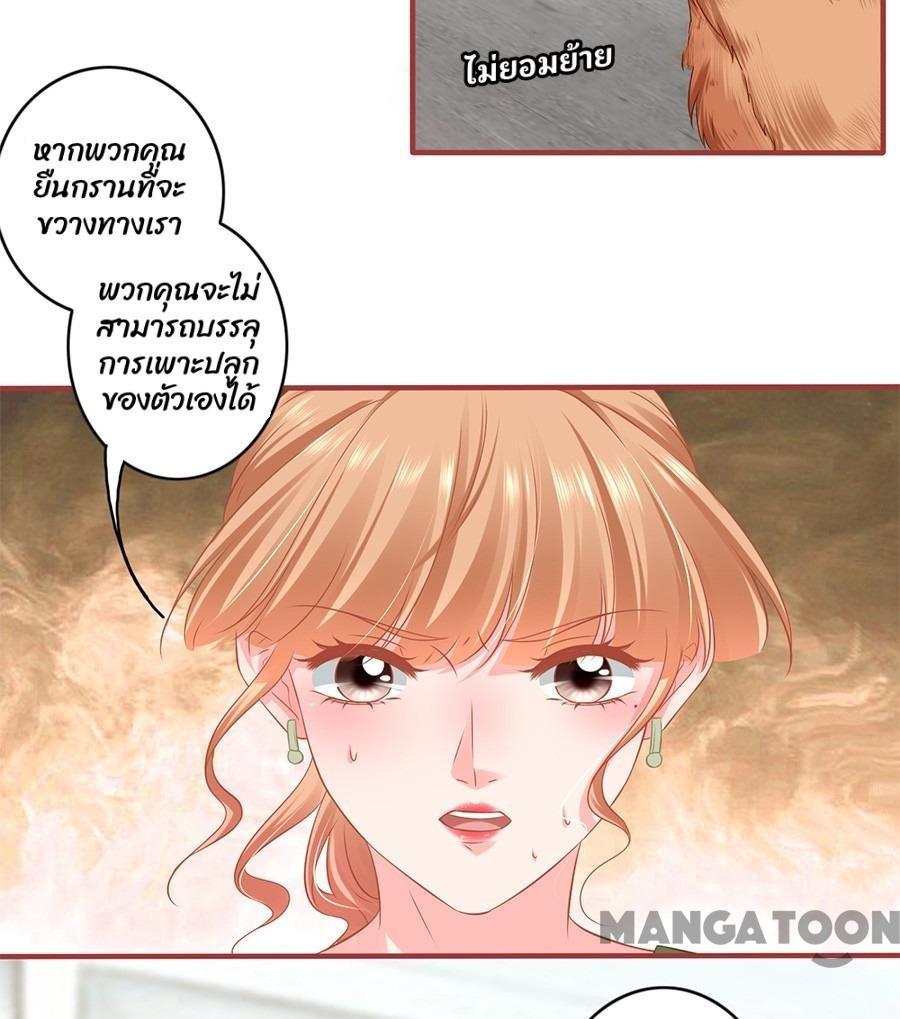 ไม่ยอมย้าย
หากพวกคุณ
ยืนกรานที่จะ
ขวางทางเรา
พวกคุณจะไม่
สามารถบรรลุ
การเพาะปลูก
ของตัวเองได้
MANGATOON